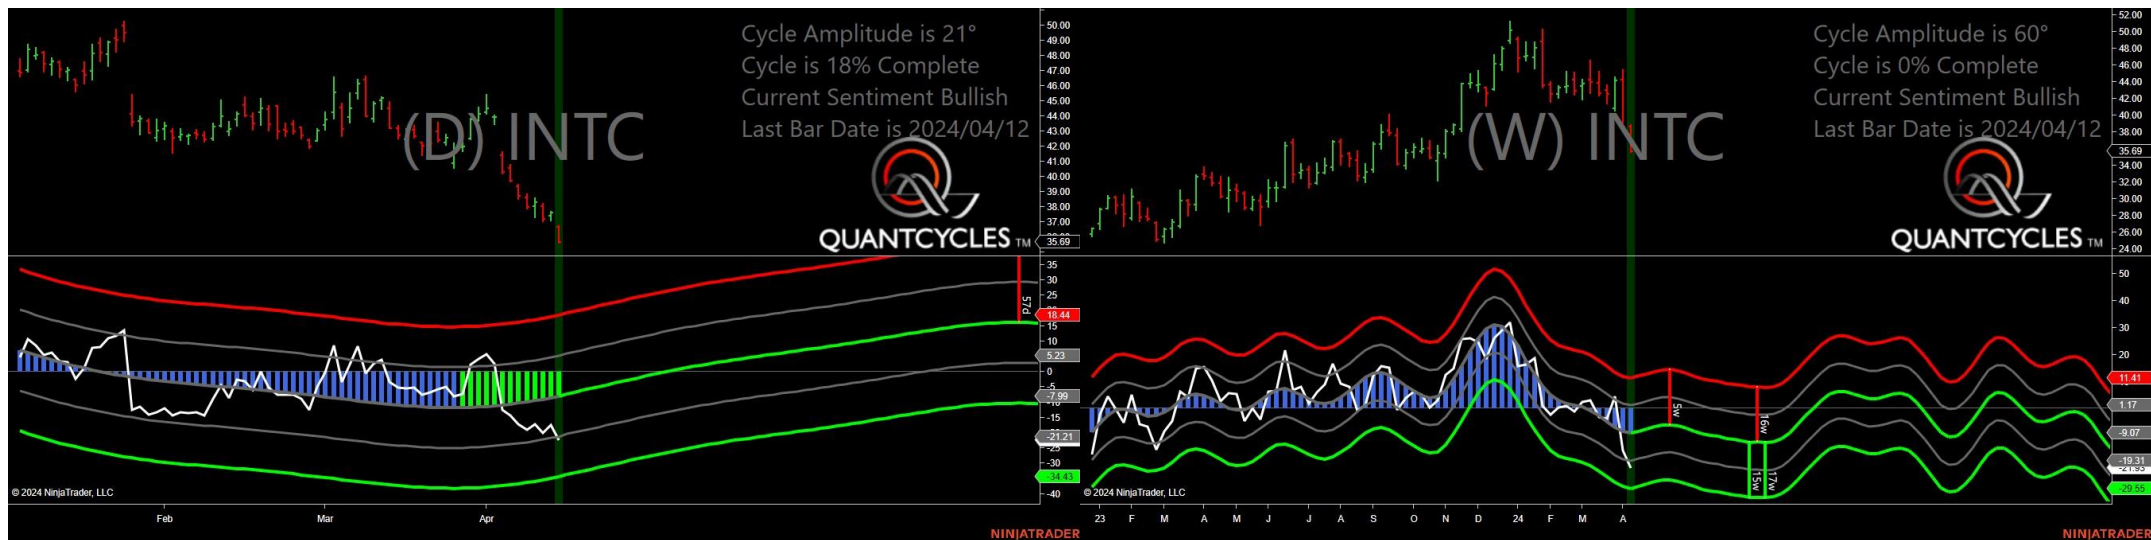 Cycle Amplitude is 21°
Cycle is 18% Complete
Current Sentiment Bullish
Last Bar Date is 2024/04/12
(D) INTC
QUANTCYCLES TM
50.00
49.00
48.00
47.00
46.00
45.00
44.00
43.00
42.00
41.00
40.00
39.00
38.00
37.00
35.69
35
30
25
57d
18.44
15
10
5.23
0
-5
-7.99
-15
-21.21
-25
-30
-34.43
-40
© 2024 NinjaTrader, LLC
Feb Mar Apr
NINJATRADER
Cycle Amplitude is 60°
Cycle is 0% Complete
Current Sentiment Bullish
Last Bar Date is 2024/04/12
(W) INTC
QUANTCYCLES TM
52.00
50.00
48.00
46.00
44.00
42.00
40.00
38.00
35.69
34.00
32.00
30.00
28.00
26.00
24.00
50
40
30
20
11.41
1.17
-9.07
-19.31
-21.93
-29.55
5w
16w
15w
17w
© 2024 NinjaTrader, LLC
23 F M A M J J A S O N D 24 F M A
NINJATRADER